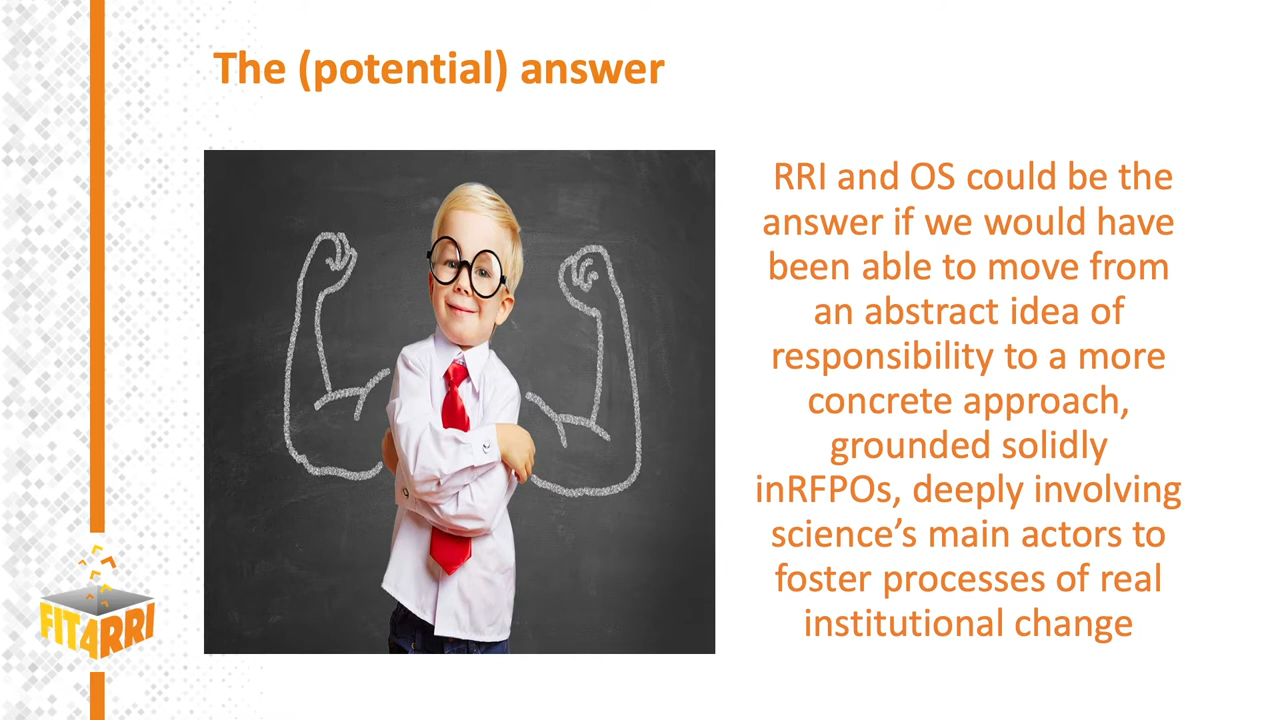 The (potential) answer
RRI and OS could be the
answer if we would have
been able to move from
an abstract idea of
responsibility to a more
concrete approach,
grounded solidly
inRFPOs, deeply involving
science’s main actors to
foster processes of real
institutional change
FIT4RRI